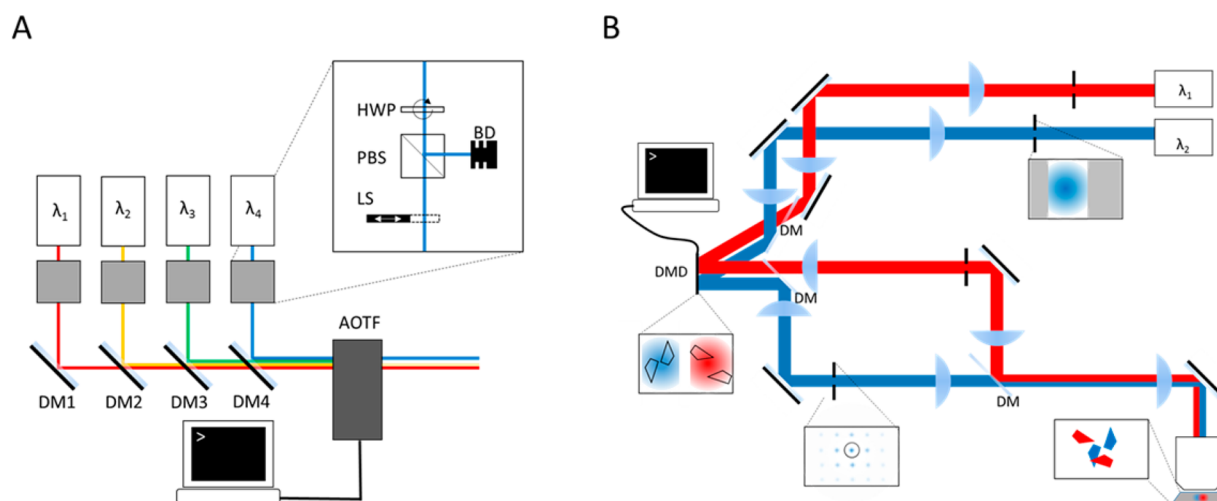 A
HWP
BD
PBS
LS
λ1
λ2
λ3
λ4
AOTF
DM1
DM2
DM3
DM4
>
B
λ1
λ2
>
DM
DMD
DM
DM